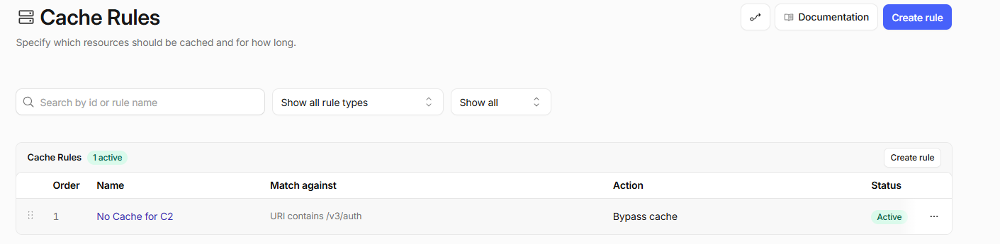 Cache Rules
Documentation
Create rule
Specify which resources should be cached and for how long.
Search by id or rule name
Show all rule types
Show all
Cache Rules 1 active
Create rule
Order Name Match against Action Status
1 No Cache for C2 URI contains /v3/auth Bypass cache Active ...